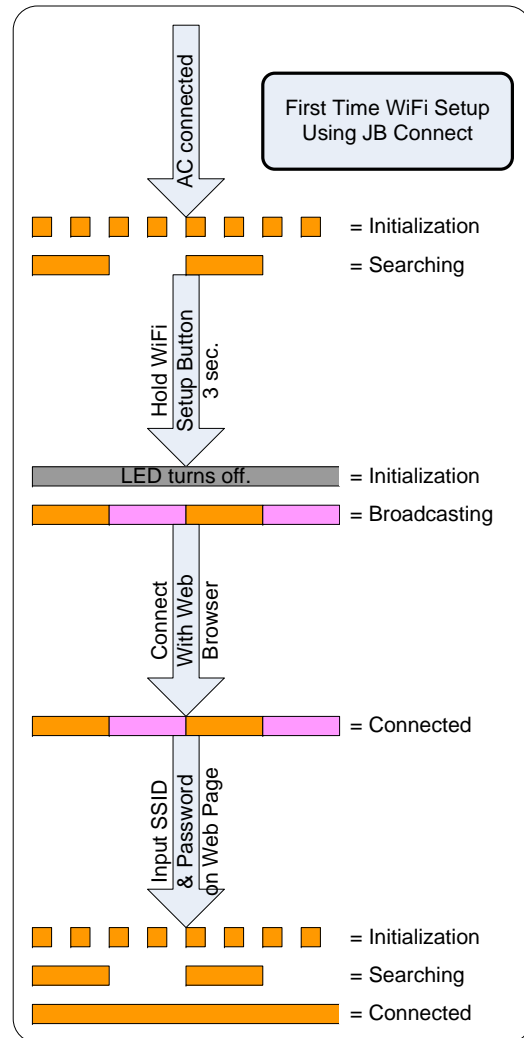 First Time WiFi Setup
Using JB Connect
AC connected
= Initialization
= Searching
Hold WiFi
Setup Button
3 sec.
LED turns off.
= Initialization
= Broadcasting
Connect
With Web
Browser
= Connected
Input SSID
& Password
on Web Page
= Initialization
= Searching
= Connected